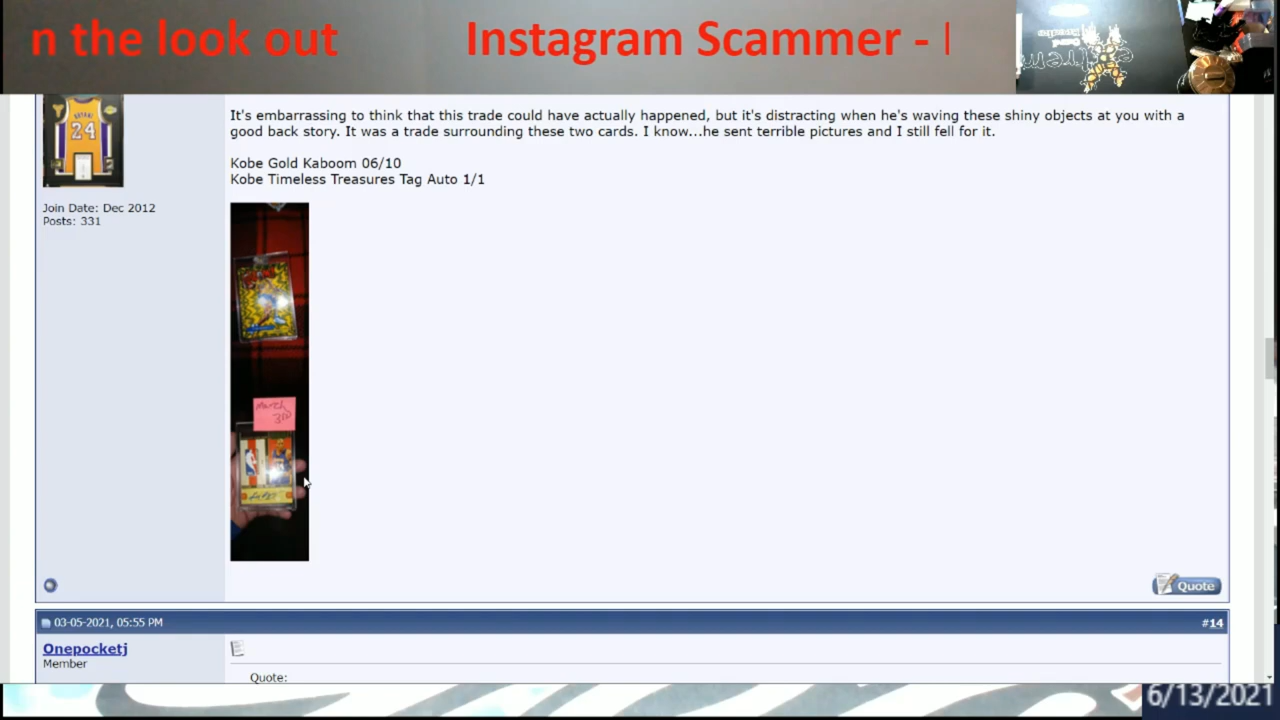 n the look out Instagram Scammer -
It's embarrassing to think that this trade could have actually happened, but it's distracting when he's waving these shiny objects at you with a
good back story. It was a trade surrounding these two cards. I know...he sent terrible pictures and I still fell for it.
Kobe Gold Kaboom 06/10
Kobe Timeless Treasures Tag Auto 1/1
BRYANT
24
Join Date: Dec 2012
Posts: 331
March
3rd
Quote
03-05-2021, 05:55 PM #14
Onepocketj
Member
Quote:
6/13/2021